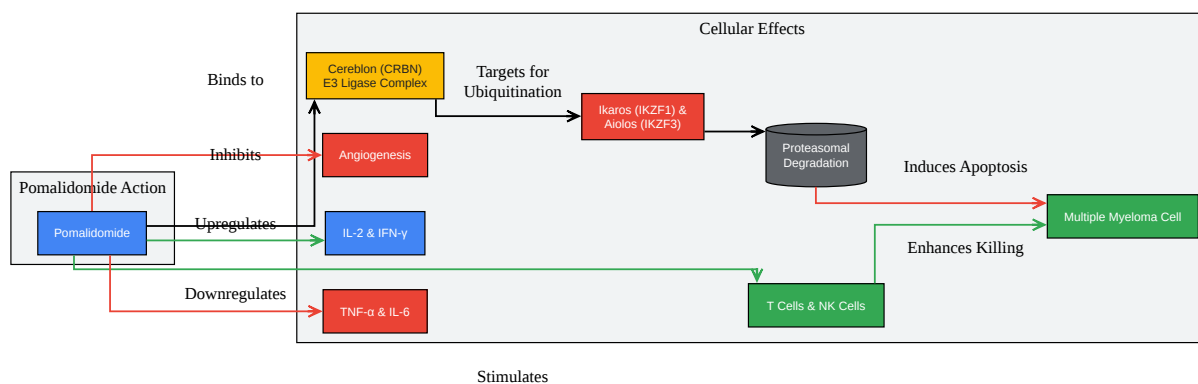 Cellular Effects
Binds to
Cerebron (CRBN)
E3 Ligase Complex
Targets for
Ubiquitination
Ikaros (IKZF1) &
Aiolos (IKZF3)
Proteasomal
Degradation
Inhibits
Angiogenesis
Induces Apoptosis
Pomalidomide Action
Pomalidomide
Upregulates
IL-2 & IFN-γ
Multiple Myeloma Cell
Enhances Killing
Downregulates
TNF-α & IL-6
T Cells & NK Cells
Stimulates